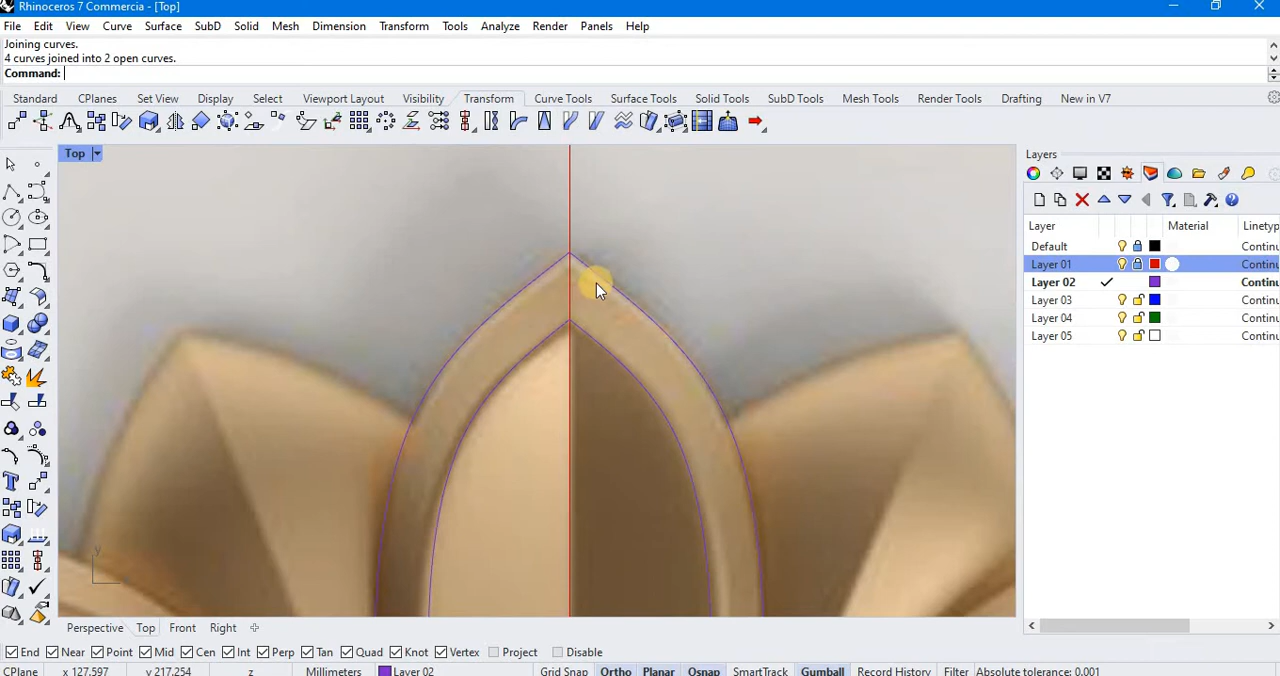 Rhinoceros 7 Commercia - [Top]
File Edit View Curve Surface SubD Solid Mesh Dimension Transform Tools Analyze Render Panels Help
Joining curves.
4 curves joined into 2 open curves.
Command:
Standard CPlanes Set View Display Select Viewport Layout Visibility Transform Curve Tools Surface Tools Solid Tools SubD Tools Mesh Tools Render Tools Drafting New in V7
Top
Layers
Layer Material Linetyp
Default Continu
Layer 01 Continu
Layer 02 Continu
Layer 03 Continu
Layer 04 Continu
Layer 05 Continu
y
Perspective Top Front Right
End Near Point Mid Cen Int Perp Tan Quad Knot Vertex Project Disable
CPlane x 127.597 y 217.254 z Millimeters Layer 02 Grid Snap Ortho Planar Osnap SmartTrack Gumball Record History Filter Absolute tolerance: 0.001